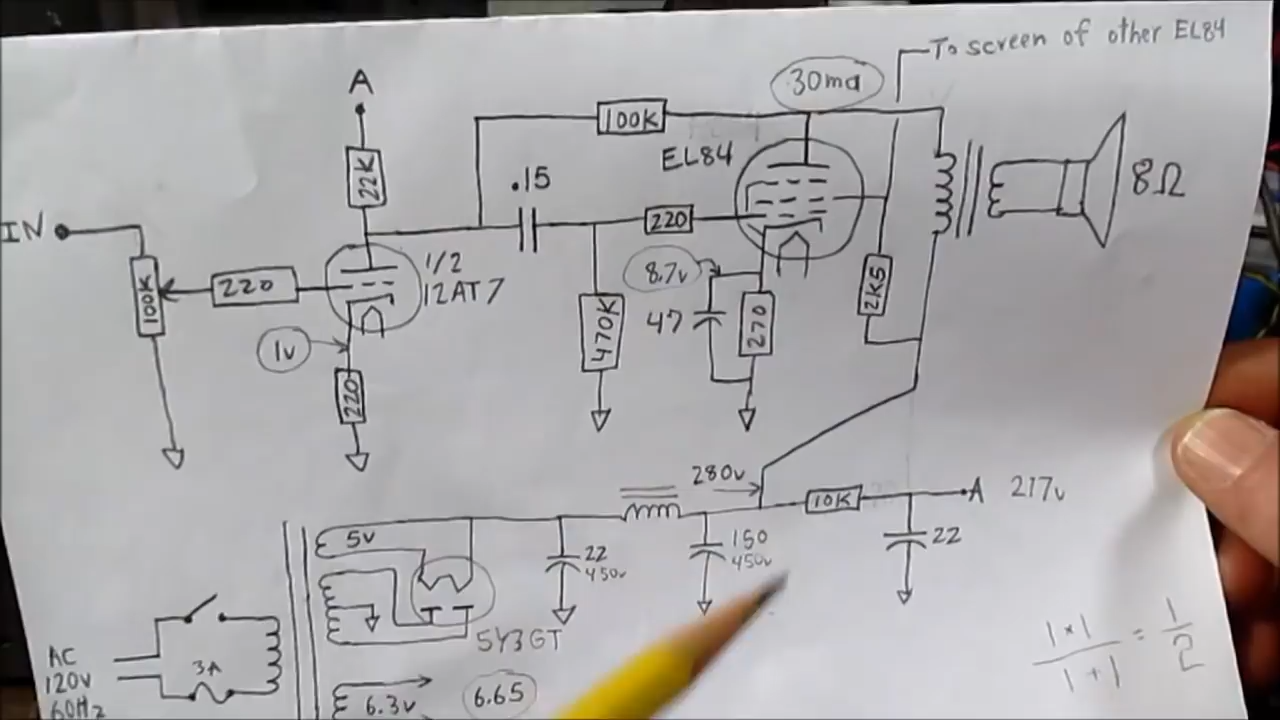 To screen of other EL84
A
30ma
100K
EL84
22K
.15
8Ω
IN
220
1/2
12AT7
100K
220
8.7v
2K5
47
270
470K
1v
220
280v
10K
A 217v
5v
22
450v
150
450v
22
5Y3GT
AC
120v
60Hz
3A
6.3v
6.65
1x1
1+1
=
1
2